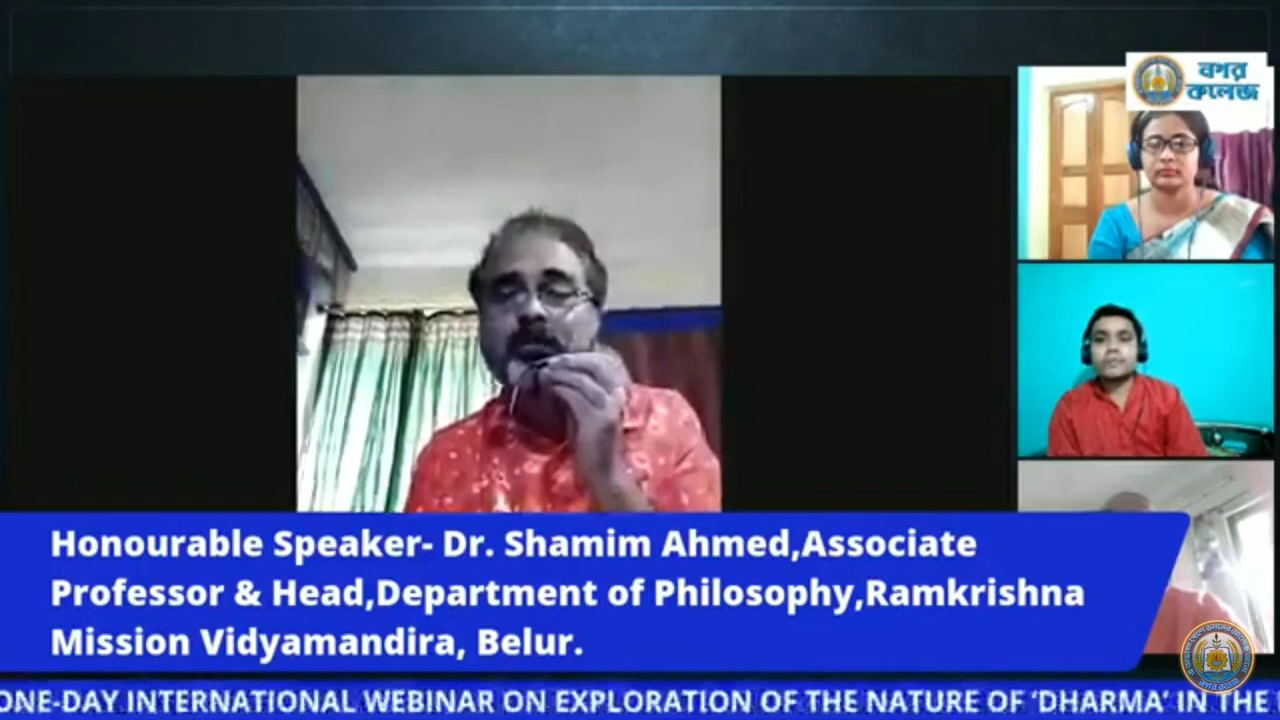 নগর
কলেজ
Honourable Speaker- Dr. Shamim Ahmed,Associate
Professor & Head,Department of Philosophy,Ramkrishna
Mission Vidyamandira, Belur.
ONE-DAY INTERNATIONAL WEBINAR ON EXPLORATION OF THE NATURE OF ‘DHARMA’ IN THE